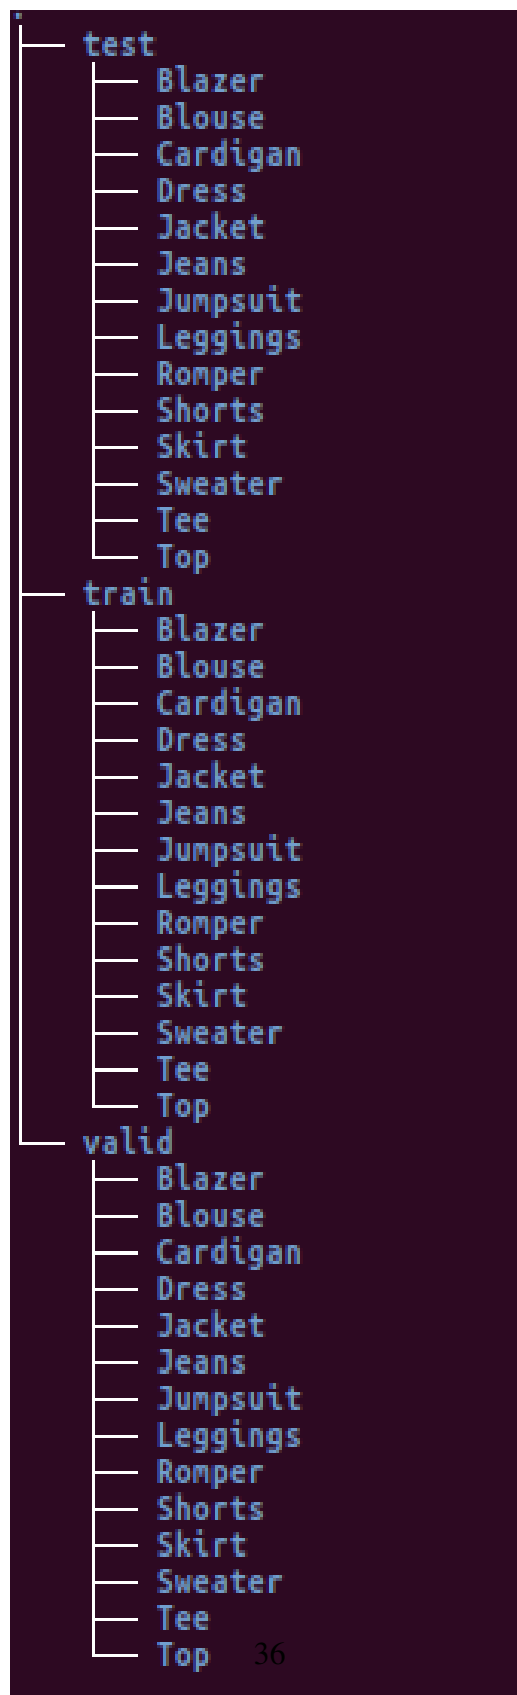 .
test
Blazer
Blouse
Cardigan
Dress
Jacket
Jeans
Jumpsuit
Leggings
Romper
Shorts
Skirt
Sweater
Tee
Top
train
Blazer
Blouse
Cardigan
Dress
Jacket
Jeans
Jumpsuit
Leggings
Romper
Shorts
Skirt
Sweater
Tee
Top
valid
Blazer
Blouse
Cardigan
Dress
Jacket
Jeans
Jumpsuit
Leggings
Romper
Shorts
Skirt
Sweater
Tee
Top 36